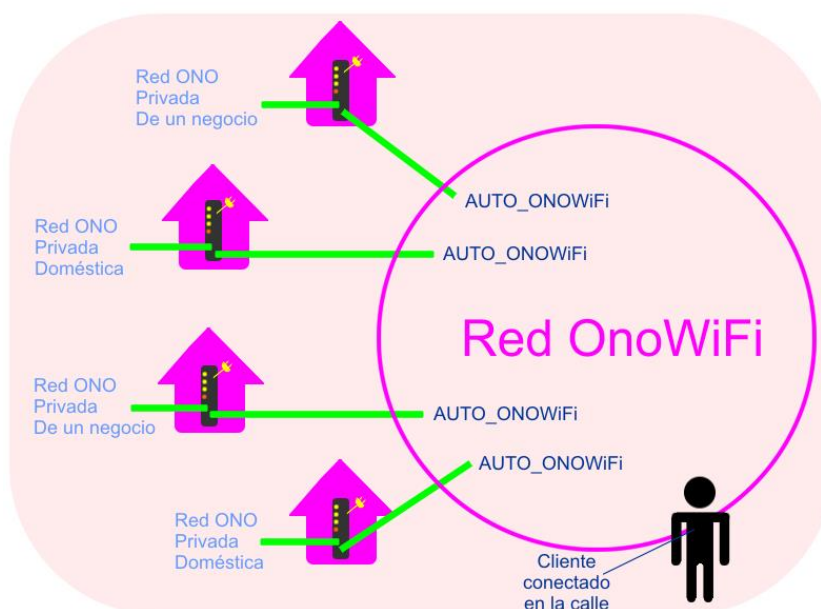 Red ONO
Privada
De un negocio
AUTO_ONOWiFi
Red ONO
Privada
Doméstica
AUTO_ONOWiFi
Red OnoWiFi
Red ONO
Privada
De un negocio
AUTO_ONOWiFi
AUTO_ONOWiFi
Red ONO
Privada
Doméstica
Cliente
conectado
en la calle